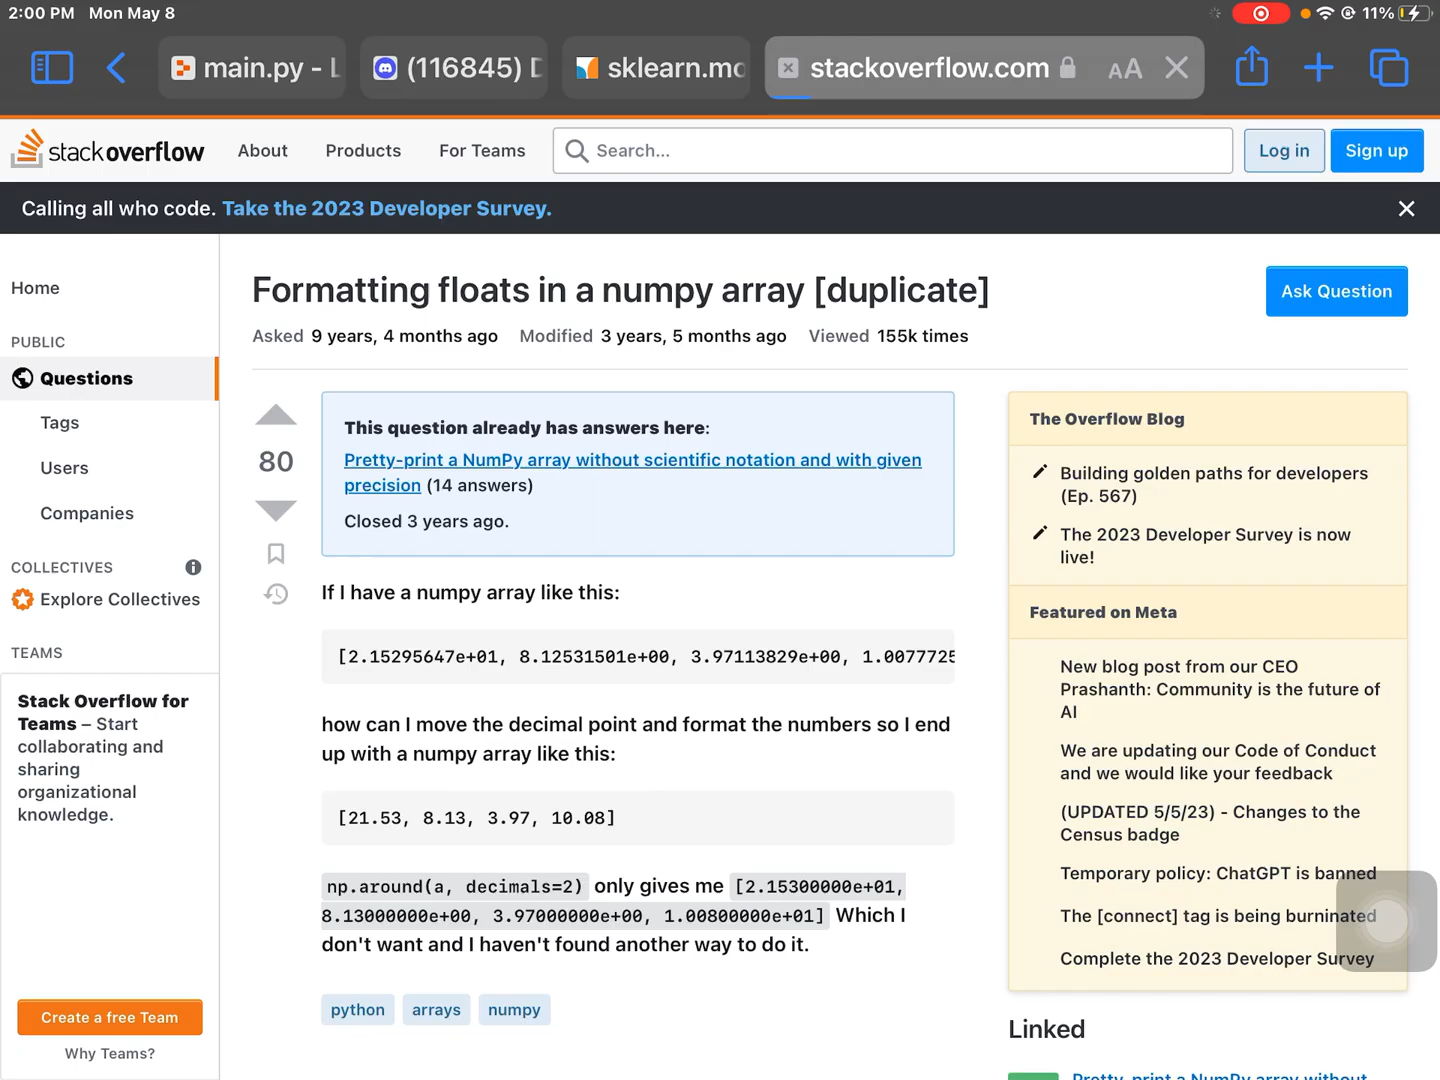 2:00 PM Mon May 8
11%
main.py - L
(116845) D
sklearn.mo
stackoverflow.com
AA
stack overflow
About
Products
For Teams
Search...
Log in
Sign up
Calling all who code. Take the 2023 Developer Survey.
Home
PUBLIC
Questions
Tags
Users
Companies
COLLECTIVES
Explore Collectives
TEAMS
Stack Overflow for
Teams – Start
collaborating and
sharing
organizational
knowledge.
Create a free Team
Why Teams?
Formatting floats in a numpy array [duplicate]
Ask Question
Asked 9 years, 4 months ago Modified 3 years, 5 months ago Viewed 155k times
80
This question already has answers here:
Pretty-print a NumPy array without scientific notation and with given
precision (14 answers)
Closed 3 years ago.
If I have a numpy array like this:
[2.15295647e+01, 8.12531501e+00, 3.97113829e+00, 1.0077725
how can I move the decimal point and format the numbers so I end
up with a numpy array like this:
[21.53, 8.13, 3.97, 10.08]
np.around(a, decimals=2) only gives me [2.15300000e+01,
8.13000000e+00, 3.97000000e+00, 1.00800000e+01] Which I
don't want and I haven't found another way to do it.
python
arrays
numpy
The Overflow Blog
Building golden paths for developers
(Ep. 567)
The 2023 Developer Survey is now
live!
Featured on Meta
New blog post from our CEO
Prashanth: Community is the future of
AI
We are updating our Code of Conduct
and we would like your feedback
(UPDATED 5/5/23) - Changes to the
Census badge
Temporary policy: ChatGPT is banned
The [connect] tag is being burninated
Complete the 2023 Developer Survey
Linked
Pretty-print a NumPy array without